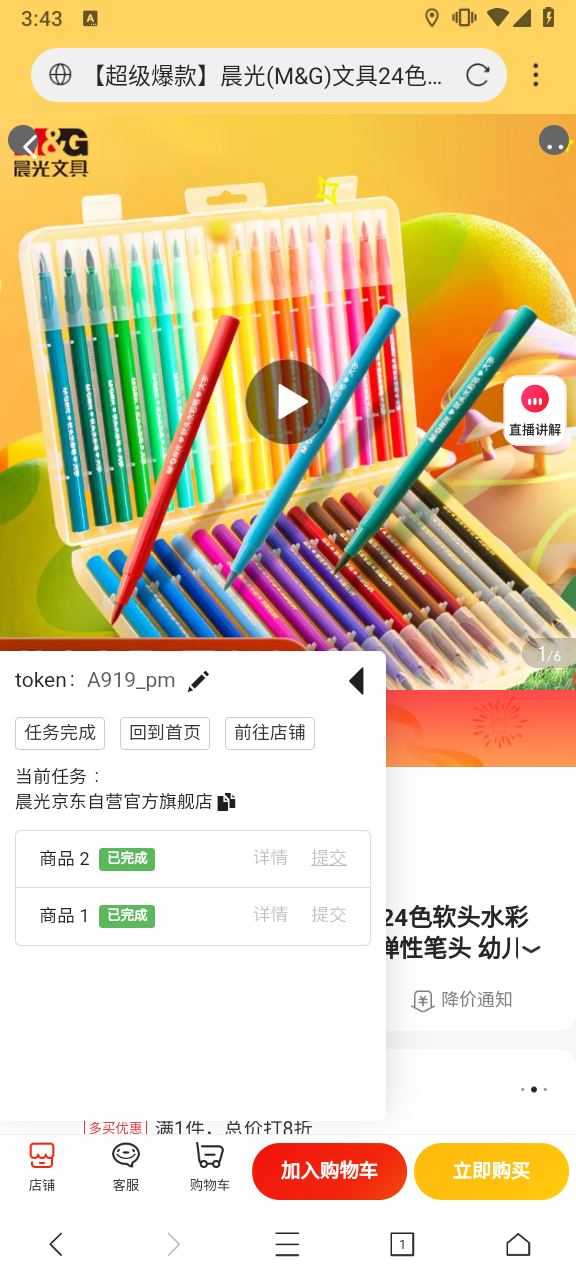 3:43
A
【超级爆款】晨光(M&G)文具24色...
M&G
晨光文具
直播讲解
1/6
token： A919_pm
任务完成 回到首页 前往店铺
当前任务：
晨光京东自营官方旗舰店
商品 2 已完成 详情 提交
商品 1 已完成 详情 提交
24色软头水彩
弹性笔头 幼儿
降价通知
多买优惠 满1件，总价打8折
店铺 客服 购物车 加入购物车 立即购买
1